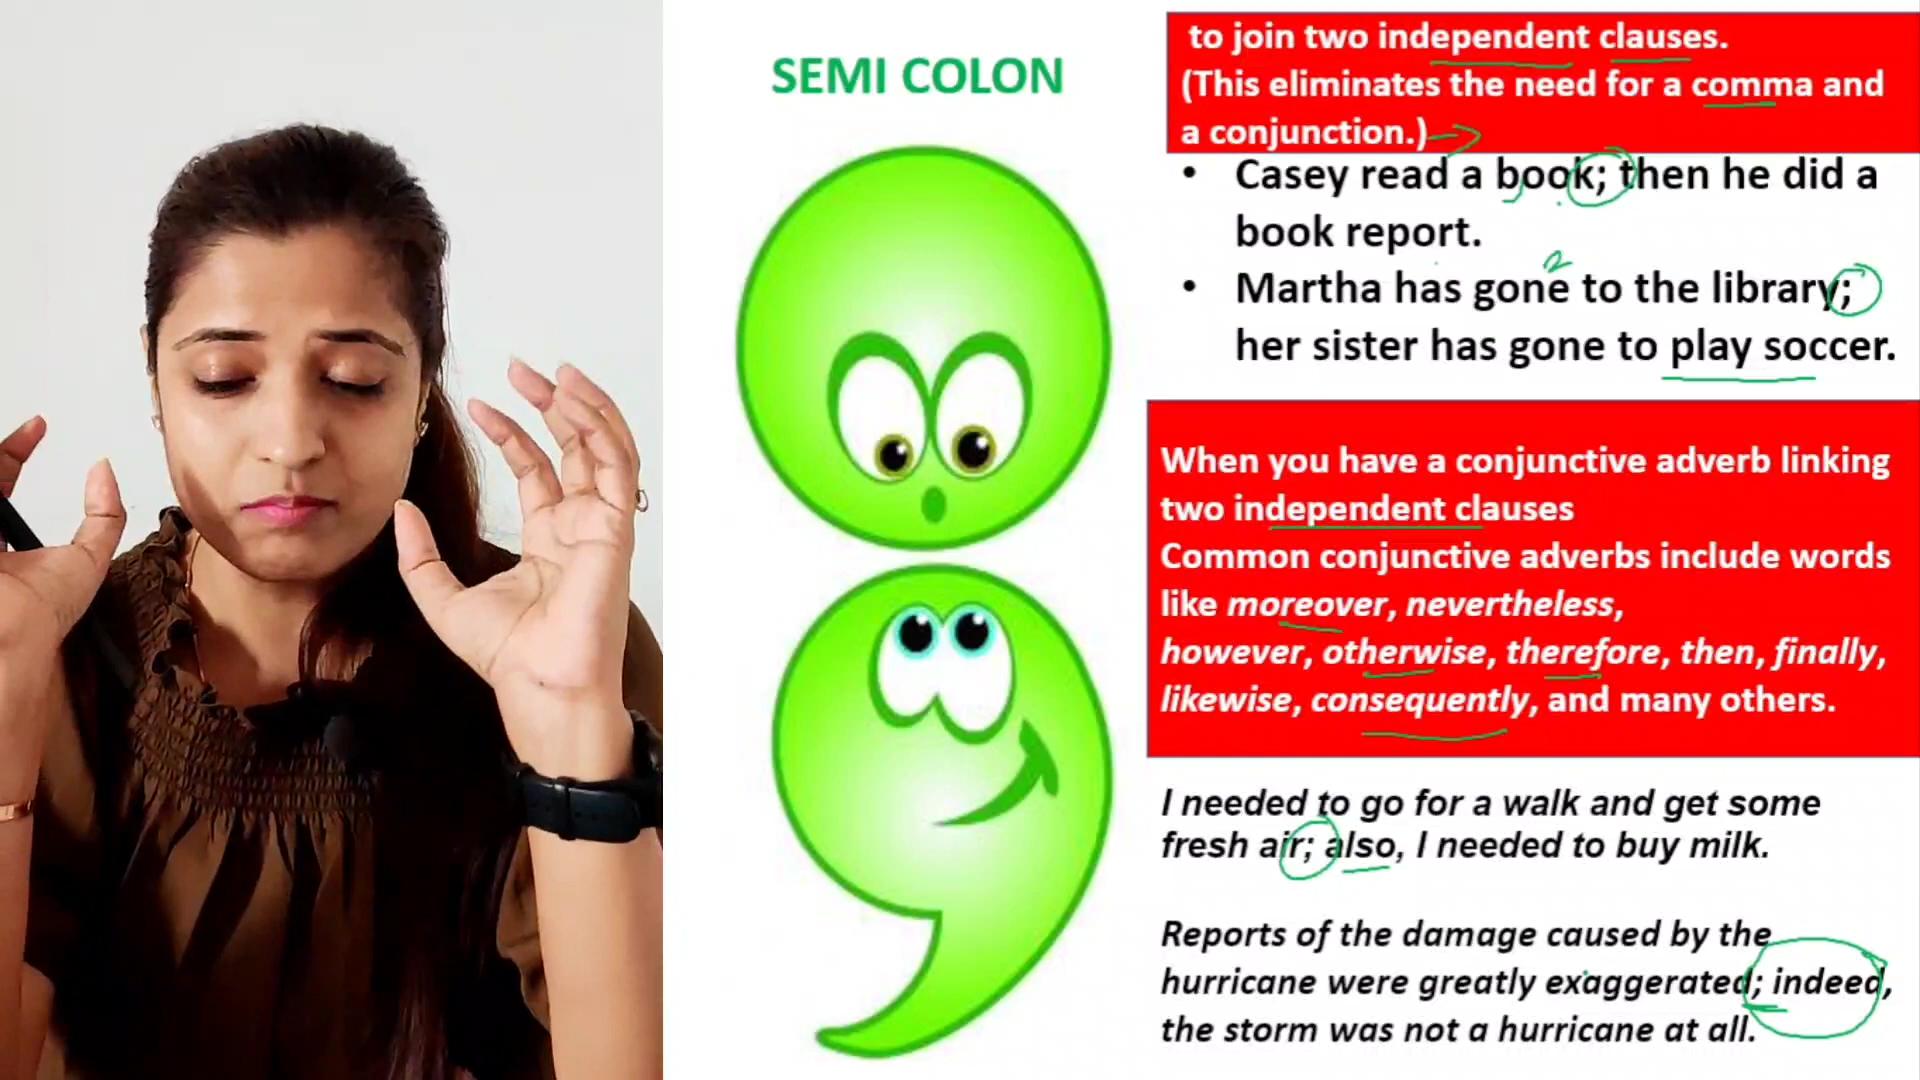 SEMI COLON
to join two independent clauses.
(This eliminates the need for a comma and
a conjunction.)
• Casey read a book; then he did a
book report.
• Martha has gone to the library;
her sister has gone to play soccer.
When you have a conjunctive adverb linking
two independent clauses
Common conjunctive adverbs include words
like moreover, nevertheless,
however, otherwise, therefore, then, finally,
likewise, consequently, and many others.
I needed to go for a walk and get some
fresh air; also, I needed to buy milk.
Reports of the damage caused by the
hurricane were greatly exaggerated; indeed,
the storm was not a hurricane at all.